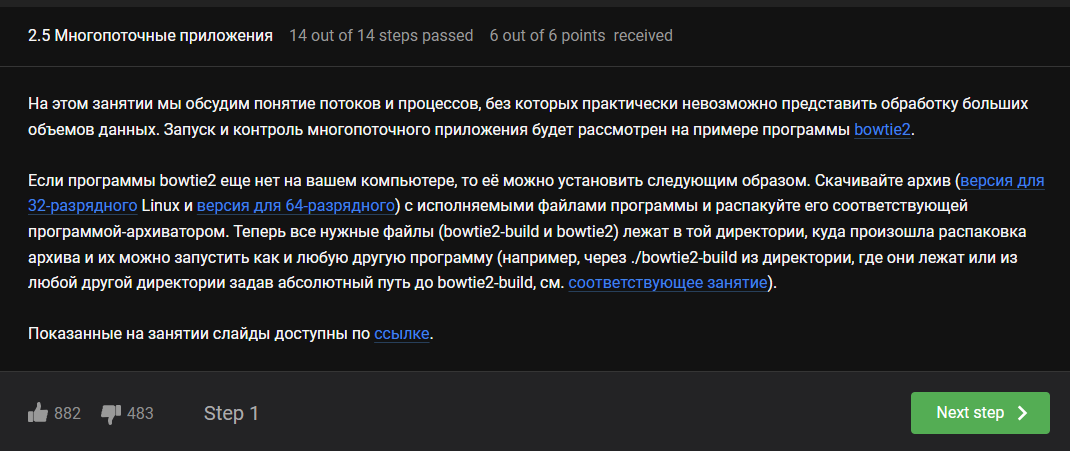 2.5 Многопоточные приложения 14 out of 14 steps passed 6 out of 6 points received
На этом занятии мы обсудим понятие потоков и процессов, без которых практически невозможно представить обработку больших
объемов данных. Запуск и контроль многопоточного приложения будет рассмотрен на примере программы bowtie2.
Если программы bowtie2 еще нет на вашем компьютере, то её можно установить следующим образом. Скачивайте архив (версия для
32-разрядного Linux и версия для 64-разрядного) с исполняемыми файлами программы и распакуйте его соответствующей
программой-архиватором. Теперь все нужные файлы (bowtie2-build и bowtie2) лежат в той директории, куда произошла распаковка
архива и их можно запустить как и любую другую программу (например, через ./bowtie2-build из директории, где они лежат или из
любой другой директории задав абсолютный путь до bowtie2-build, см. соответствующее занятие).
Показанные на занятии слайды доступны по ссылке.
882 483 Step 1 Next step